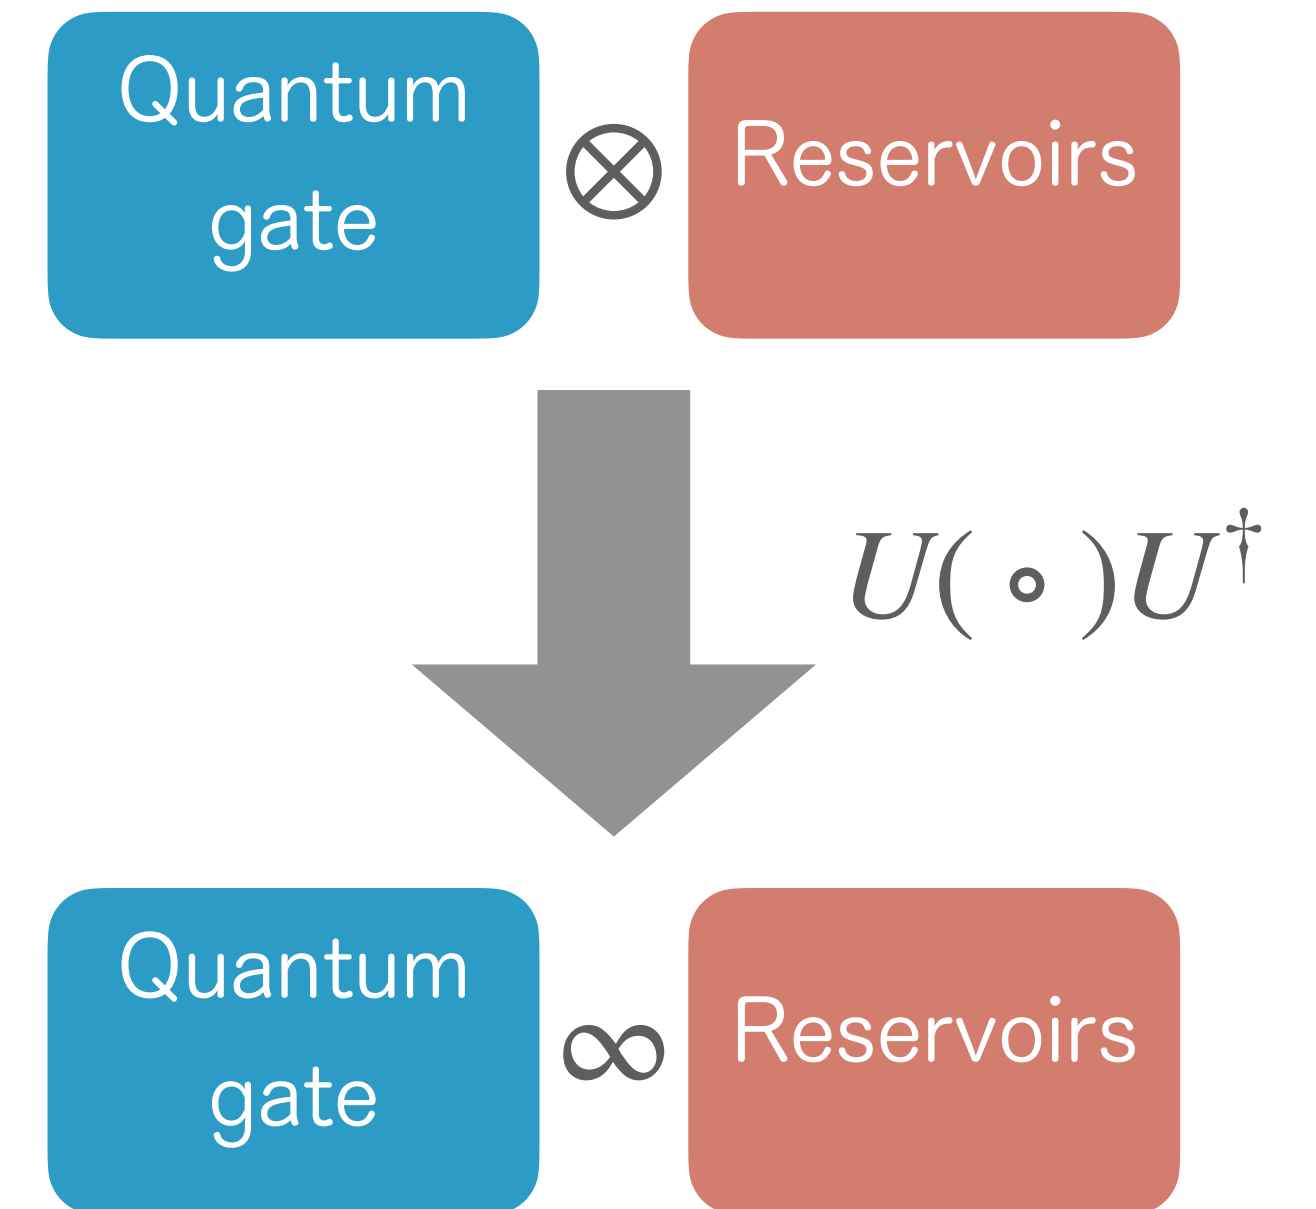 Quantum
gate
⊗
Reservoirs
U(∘)U†
Quantum
gate
∞
Reservoirs